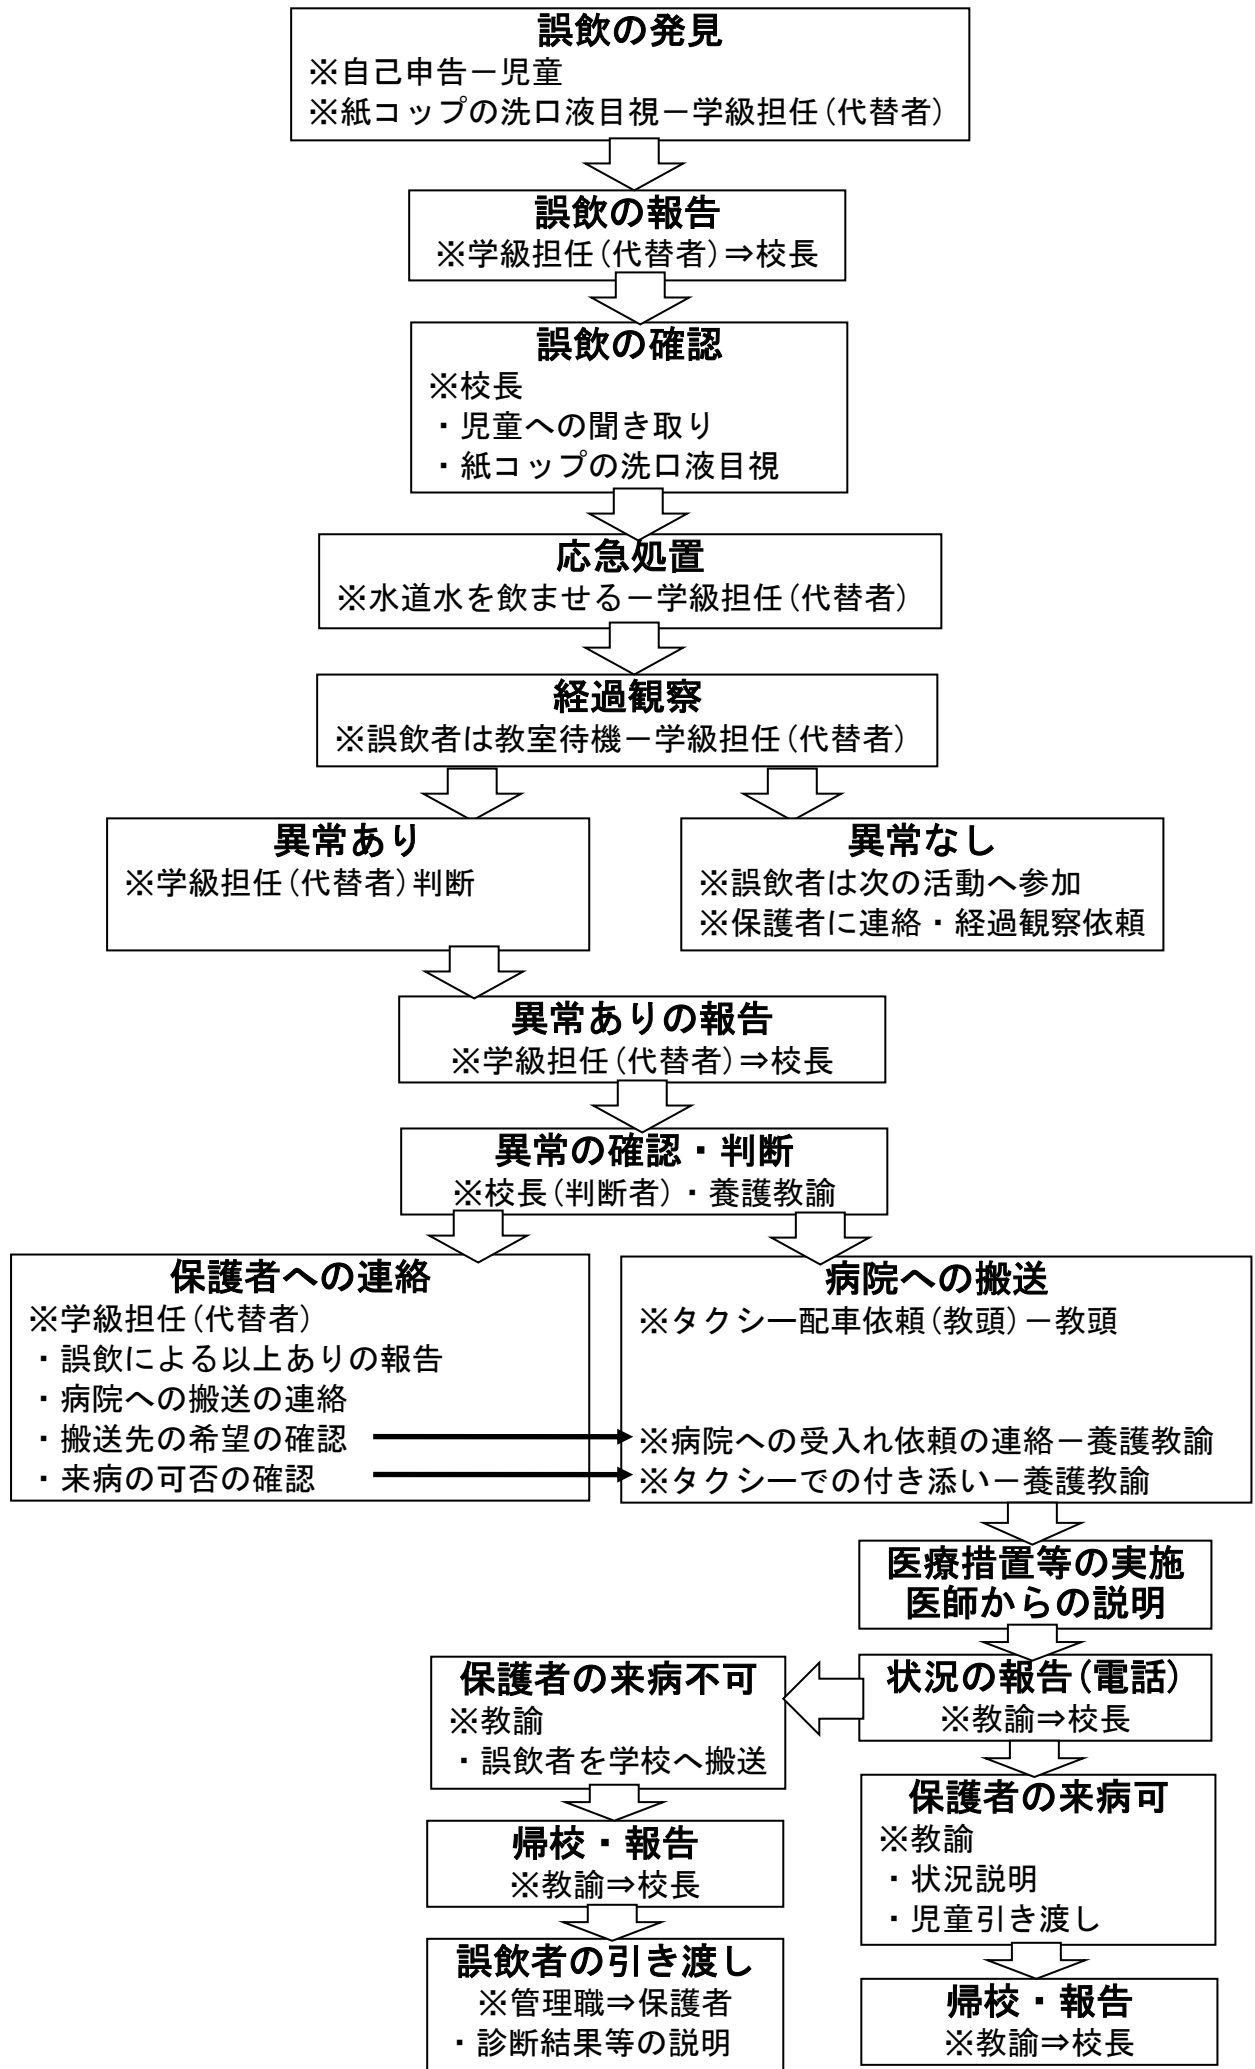 誤飲の発見
※自己申告－児童
※紙コップの洗口液目視－学級担任(代替者)
誤飲の報告
※学級担任(代替者)⇒校長
誤飲の確認
※校長
・児童への聞き取り
・紙コップの洗口液目視
応急処置
※水道水を飲ませる－学級担任(代替者)
経過観察
※誤飲者は教室待機－学級担任(代替者)
異常あり
※学級担任(代替者)判断
異常なし
※誤飲者は次の活動へ参加
※保護者に連絡・経過観察依頼
異常ありの報告
※学級担任(代替者)⇒校長
異常の確認・判断
※校長(判断者)・養護教諭
保護者への連絡
※学級担任(代替者)
・誤飲による以上ありの報告
・病院への搬送の連絡
・搬送先の希望の確認
・来病の可否の確認
病院への搬送
※タクシー配車依頼(教頭)－教頭
※病院への受入れ依頼の連絡－養護教諭
※タクシーでの付き添い－養護教諭
医療措置等の実施
医師からの説明
状況の報告(電話)
※教諭⇒校長
保護者の来病不可
※教諭
・誤飲者を学校へ搬送
帰校・報告
※教諭⇒校長
誤飲者の引き渡し
※管理職⇒保護者
・診断結果等の説明
保護者の来病可
※教諭
・状況説明
・児童引き渡し
帰校・報告
※教諭⇒校長